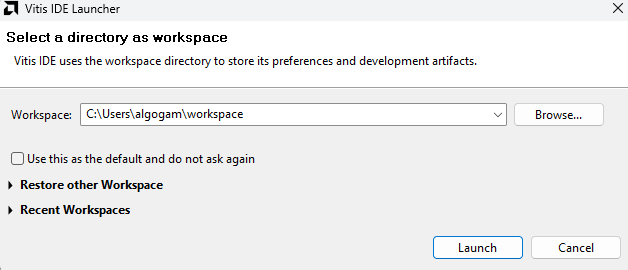 Vitis IDE Launcher
Select a directory as workspace
Vitis IDE uses the workspace directory to store its preferences and development artifacts.
Workspace: C:\Users\algogam\workspace Browse...
Use this as the default and do not ask again
Restore other Workspace
Recent Workspaces
Launch Cancel